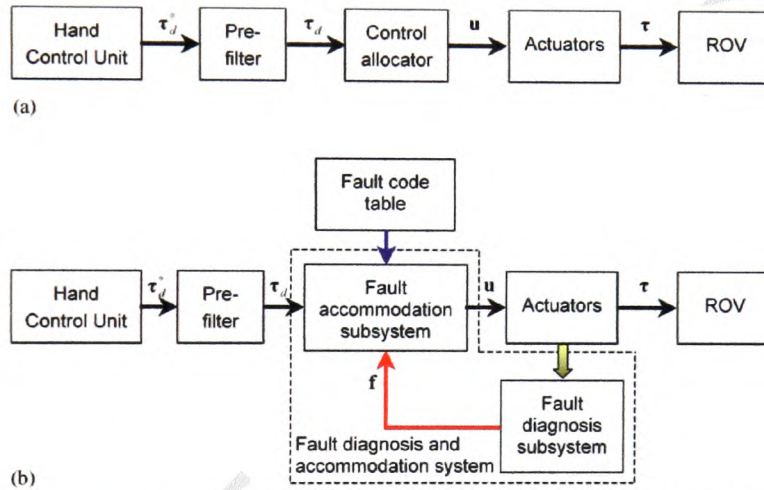 Hand
Control Unit
τ*d
Pre-
filter
τd
Control
allocator
u
Actuators
τ
ROV
(a)
Fault code
table
Hand
Control Unit
τ*d
Pre-
filter
τd
Fault
accommodation
subsystem
u
Actuators
τ
ROV
f
Fault
diagnosis
subsystem
Fault diagnosis and
accommodation system
(b)